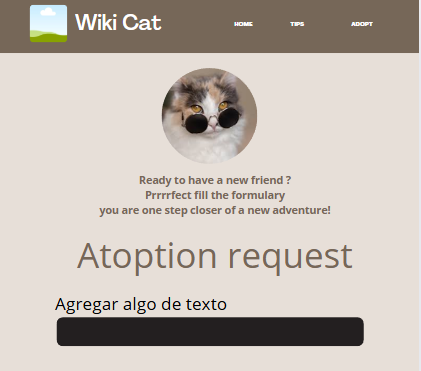 Wiki Cat
HOME TIPS ADOPT
Ready to have a new friend ?
Prrrrfect fill the formulary
you are one step closer of a new adventure!
Atoption request
Agregar algo de texto